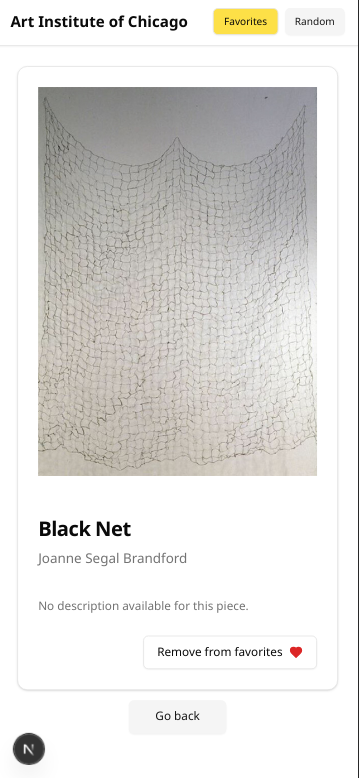 Art Institute of Chicago
Favorites
Random
Black Net
Joanne Segal Brandford
No description available for this piece.
Remove from favorites
Go back
N